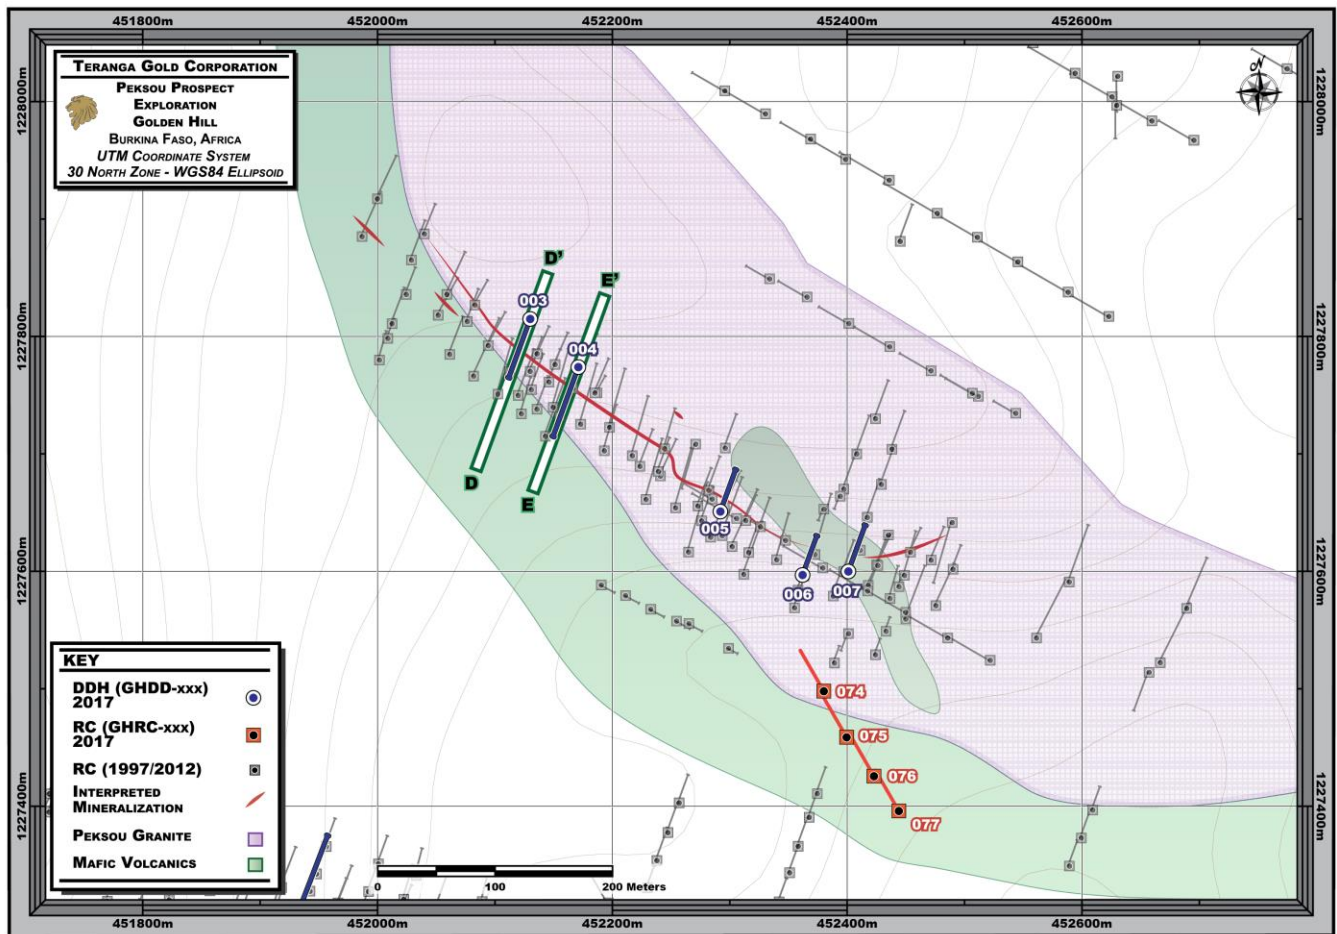 451800m 452000m 452200m 452400m 452600m
TERANGA GOLD CORPORATION
PEKSOU PROSPECT
EXPLORATION
GOLDEN HILL
BURKINA FASO, AFRICA
UTM COORDINATE SYSTEM
30 NORTH ZONE - WGS84 ELLIPSOID
N
1228000m 1228000m
D'
E'
003
004
1227800m 1227800m
D
E
005
006
007
1227600m 1227600m
074
075
076
077
1227400m 1227400m
KEY
DDH (GHDD-xxx)
2017
RC (GHRC-xxx)
2017
RC (1997/2012)
INTERPRETED
MINERALIZATION
PEKSOU GRANITE
MAFIC VOLCANICS
0 100 200 Meters
451800m 452000m 452200m 452400m 452600m